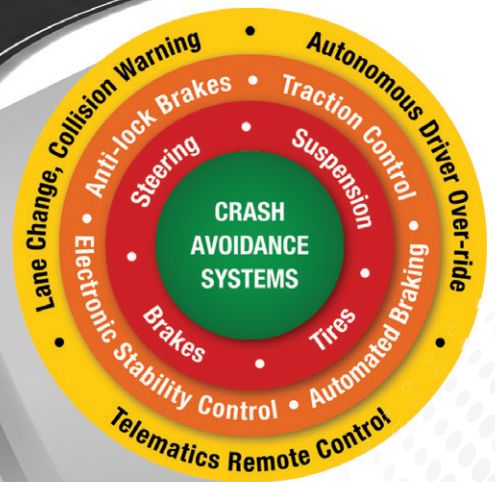 Lane Change, Collision Warning • Autonomous Driver Over-ride •
Telematics Remote Control •
Anti-lock Brakes • Traction Control •
Electronic Stability Control • Automated Braking •
Steering • Suspension •
Brakes • Tires •
CRASH
AVOIDANCE
SYSTEMS